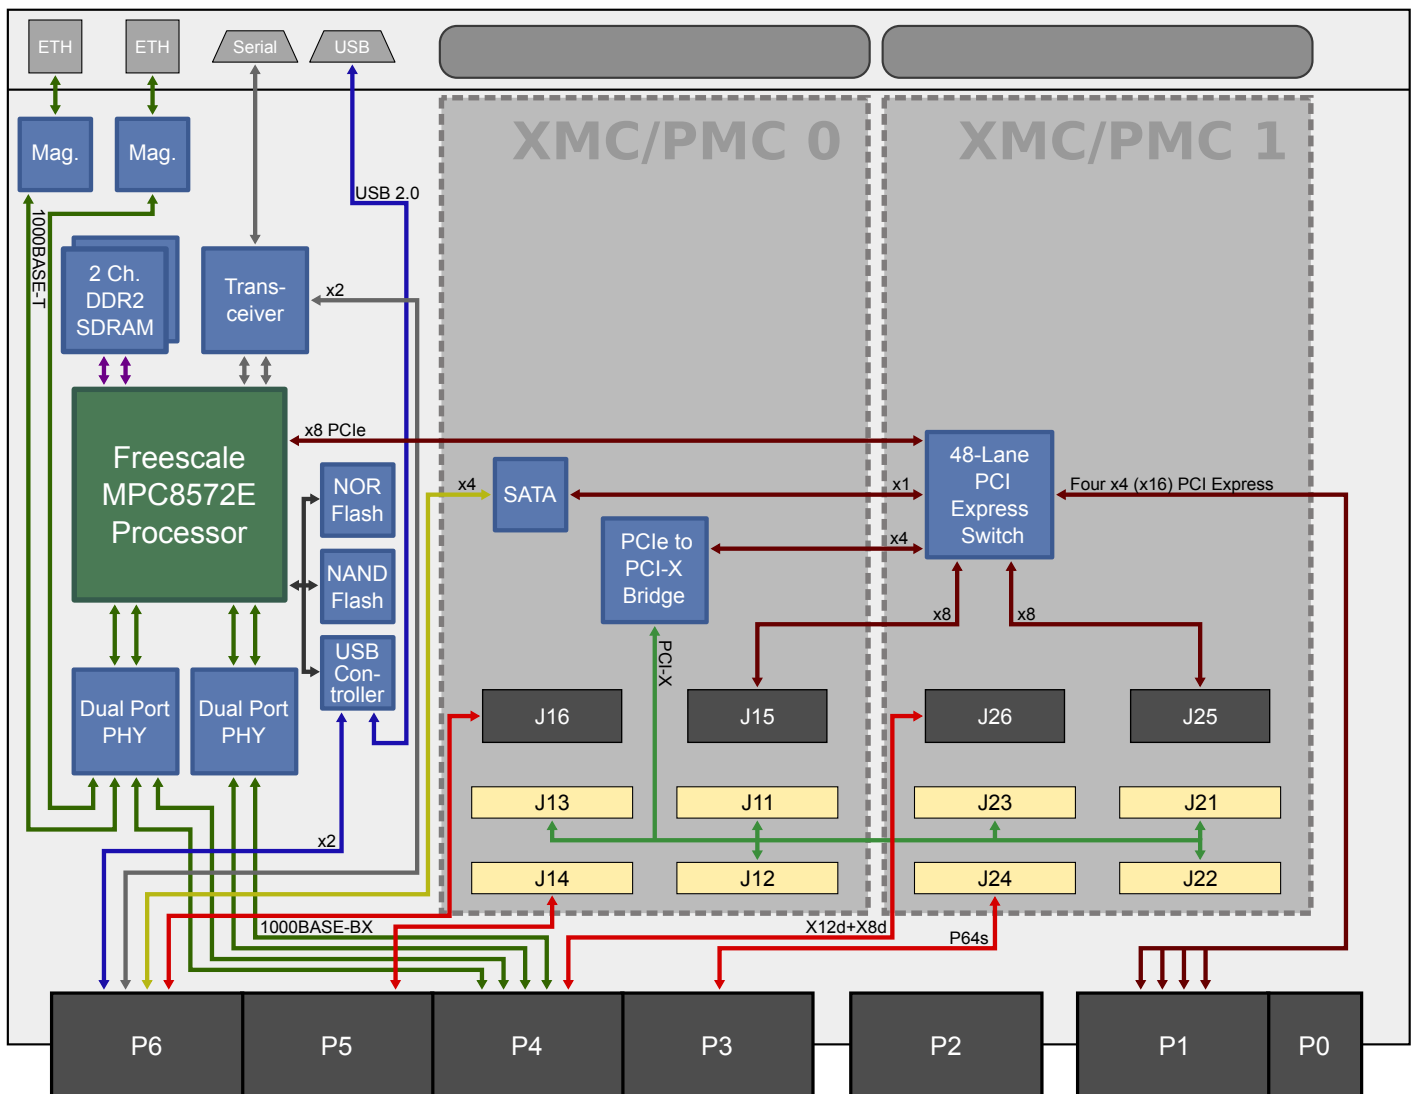 ETH
ETH
Serial
USB
XMC/PMC 0
XMC/PMC 1
Mag.
Mag.
USB 2.0
1000BASE-T
2 Ch.
DDR2
SDRAM
Trans-
ceiver
x2
x8 PCIe
Freescale
MPC8572E
Processor
NOR
Flash
NAND
Flash
USB
Con-
troller
x4
SATA
x1
48-Lane
PCI
Express
Switch
Four x4 (x16) PCI Express
PCIe to
PCI-X
Bridge
x4
x8
x8
PCI-X
Dual Port
PHY
Dual Port
PHY
J16
J15
J26
J25
J13
J11
J23
J21
x2
J14
J12
J24
J22
1000BASE-BX
X12d+X8d
P64s
P6
P5
P4
P3
P2
P1
P0